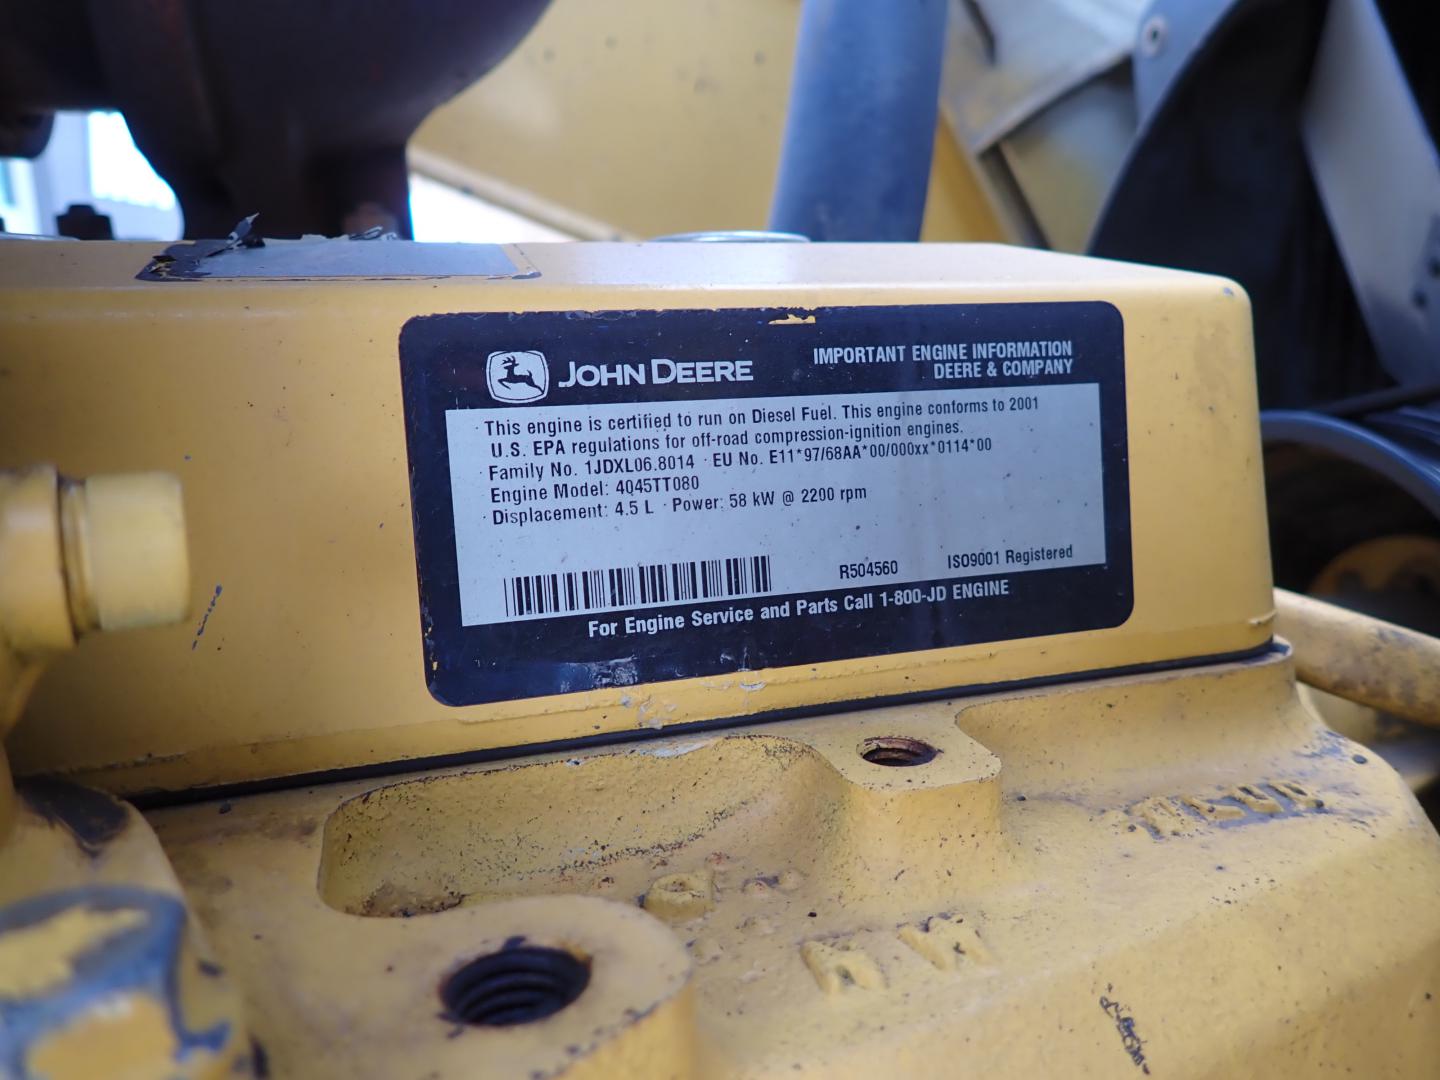 JOHN DEERE
IMPORTANT ENGINE INFORMATION
DEERE & COMPANY
· This engine is certified to run on Diesel Fuel. This engine conforms to 2001
U.S. EPA regulations for off-road compression-ignition engines.
· Family No. 1JDXL06.8014 · EU No. E11*97/68AA*00/000xx*0114*00
Engine Model: 4045TT080
· Displacement: 4.5 L · Power: 58 kW @ 2200 rpm
R504560
ISO9001 Registered
For Engine Service and Parts Call 1-800-JD ENGINE